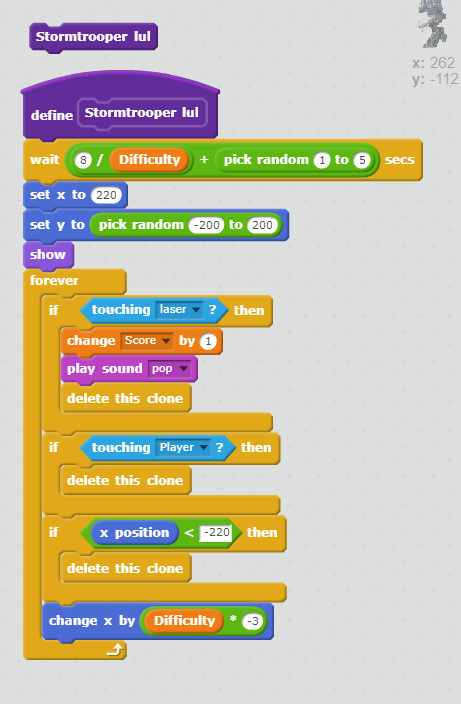 Stormtrooper lul
x: 262
y: -112
define Stormtrooper lul
wait 8 / Difficulty + pick random 1 to 5 secs
set x to 220
set y to pick random -200 to 200
show
forever
if touching laser ? then
change Score by 1
play sound pop
delete this clone
if touching Player ? then
delete this clone
if x position < -220 then
delete this clone
change x by Difficulty * -3